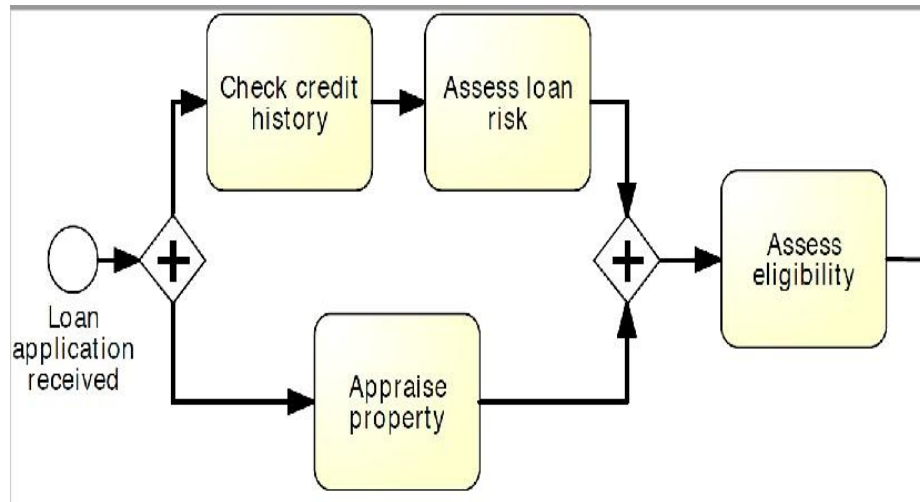 Check credit
history
Assess loan
risk
Loan
application
received
Appraise
property
Assess
eligibility